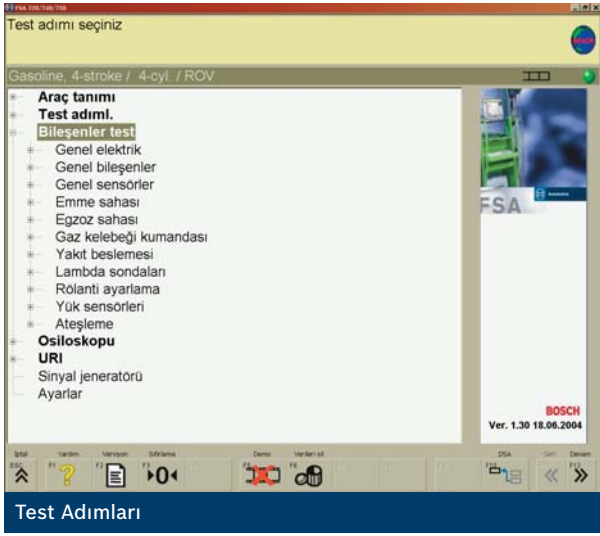 FSA 720/740/750
Test adımı seçiniz
BOSCH
Gasoline, 4-stroke / 4-cyl. / ROV
Araç tanımı
Test adıml.
Bileşenler test
Genel elektrik
Genel bileşenler
Genel sensörler
Emme sahası
Egzoz sahası
Gaz kelebeği kumandası
Yakıt beslemesi
Lambda sondaları
Rölanti ayarlama
Yük sensörleri
Ateşleme
Osiloskopu
URI
Sinyal jeneratörü
Ayarlar
FSA
BOSCH
Ver. 1.30 18.06.2004
İptal Yardım Versiyon Sıfırlama Demo Verileri sil DSA Geri Devam
ESC F1 F2 F3 F12
Test Adımları